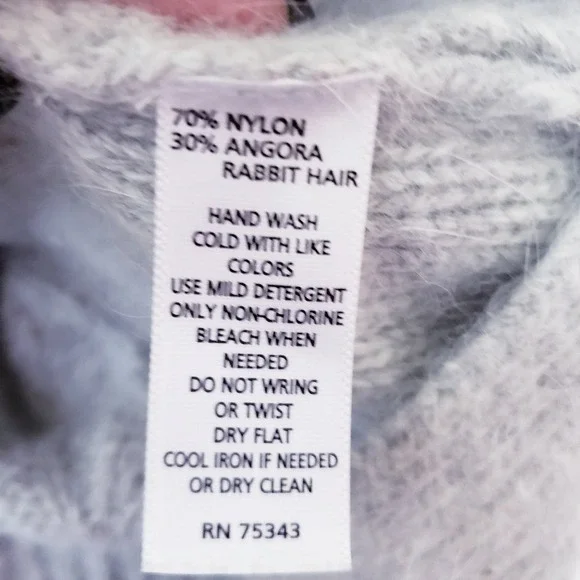 70% NYLON
30% ANGORA
RABBIT HAIR
HAND WASH
COLD WITH LIKE
COLORS
USE MILD DETERGENT
ONLY NON-CHLORINE
BLEACH WHEN
NEEDED
DO NOT WRING
OR TWIST
DRY FLAT
COOL IRON IF NEEDED
OR DRY CLEAN
RN 75343